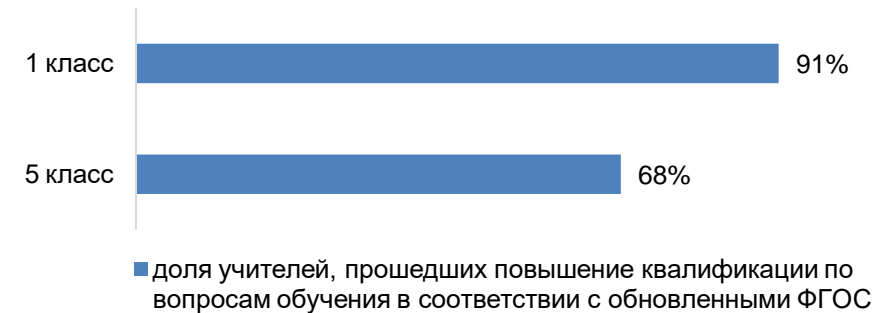 1 класс
91%
5 класс
68%
доля учителей, прошедших повышение квалификации по
вопросам обучения в соответствии с обновленными ФГОС